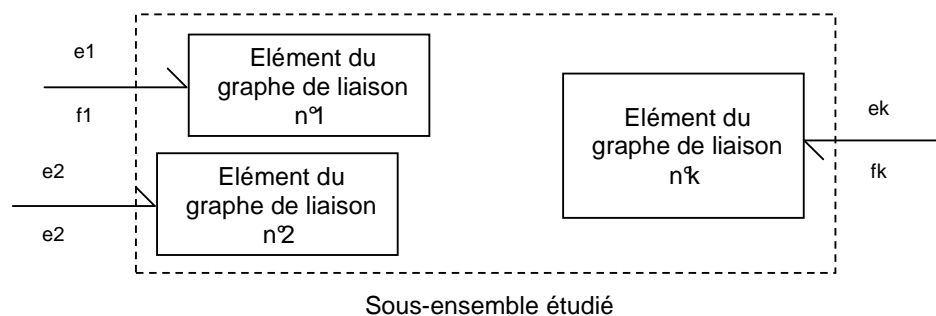 e1
f1
Elément du
graphe de liaison
n°1
e2
e2
Elément du
graphe de liaison
n°2
Elément du
graphe de liaison
n°k
ek
fk
Sous-ensemble étudié